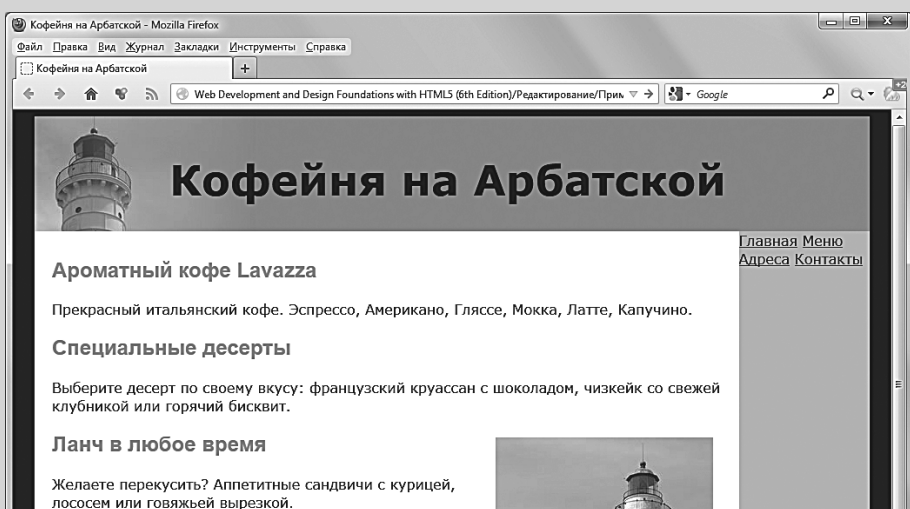 Кофейня на Арбатской - Mozilla Firefox
Файл Правка Вид Журнал Закладки Инструменты Справка
Кофейня на Арбатской
+
Web Development and Design Foundations with HTML5 (6th Edition)/Редактирование/Прим
Google
+2
Кофейня на Арбатской
Главная Меню
Адреса Контакты
Ароматный кофе Lavazza
Прекрасный итальянский кофе. Эспрессо, Американо, Гляссе, Мокка, Латте, Капучино.
Специальные десерты
Выберите десерт по своему вкусу: французский круассан с шоколадом, чизкейк со свежей
клубникой или горячий бисквит.
Ланч в любое время
Желаете перекусить? Аппетитные сандвичи с курицей,
лососем или говяжьей вырезкой.